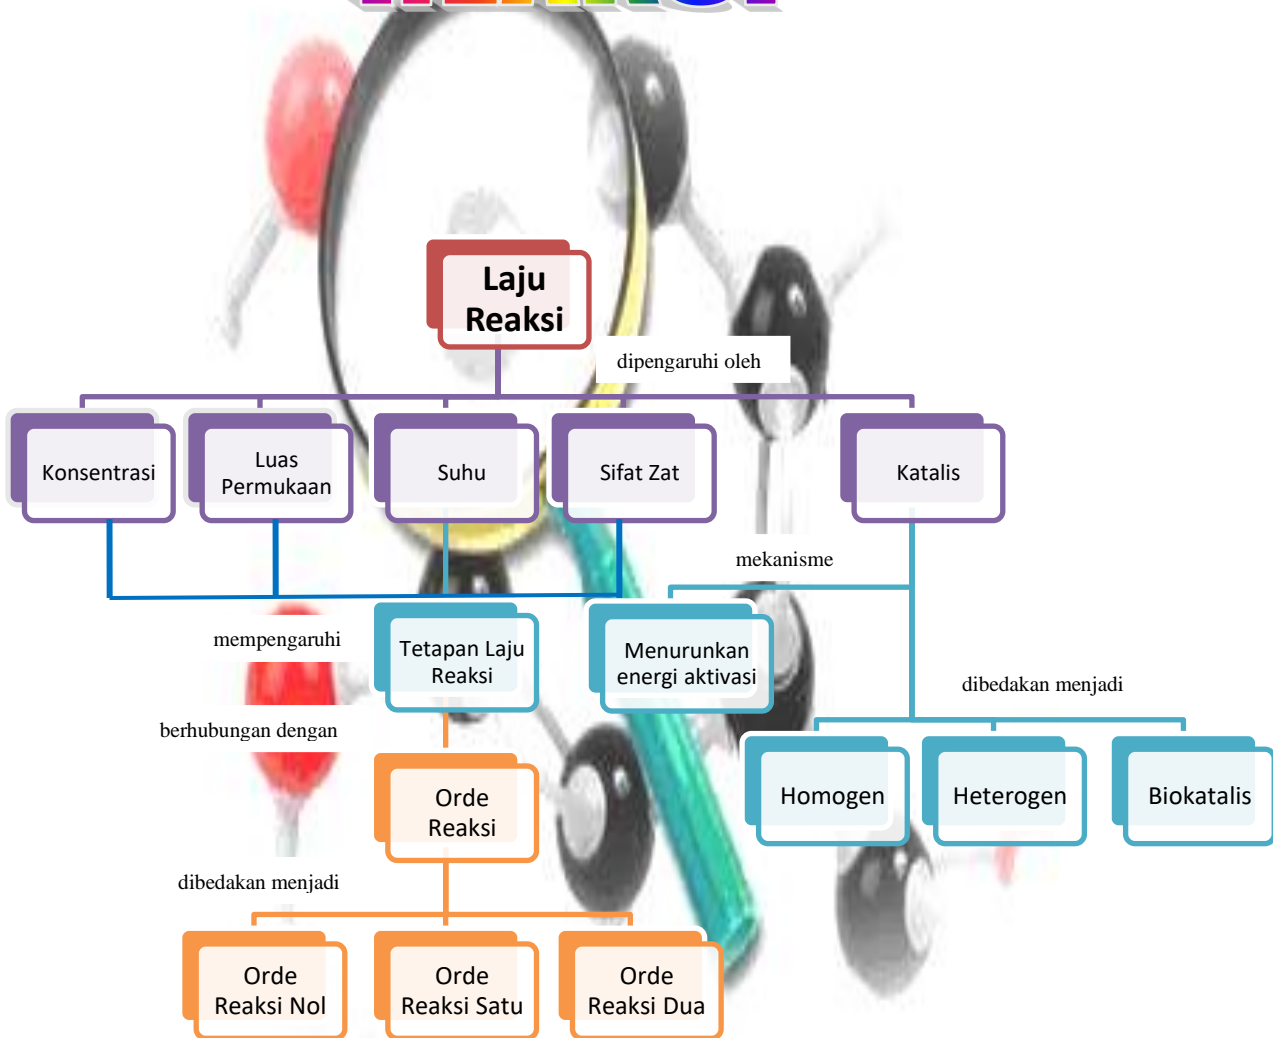 Laju
Reaksi
dipengaruhi oleh
Konsentrasi
Luas
Permukaan
Suhu
Sifat Zat
Katalis
mekanisme
mempengaruhi
Tetapan Laju
Reaksi
Menurunkan
energi aktivasi
dibedakan menjadi
berhubungan dengan
Orde
Reaksi
Homogen
Heterogen
Biokatalis
dibedakan menjadi
Orde
Reaksi Nol
Orde
Reaksi Satu
Orde
Reaksi Dua